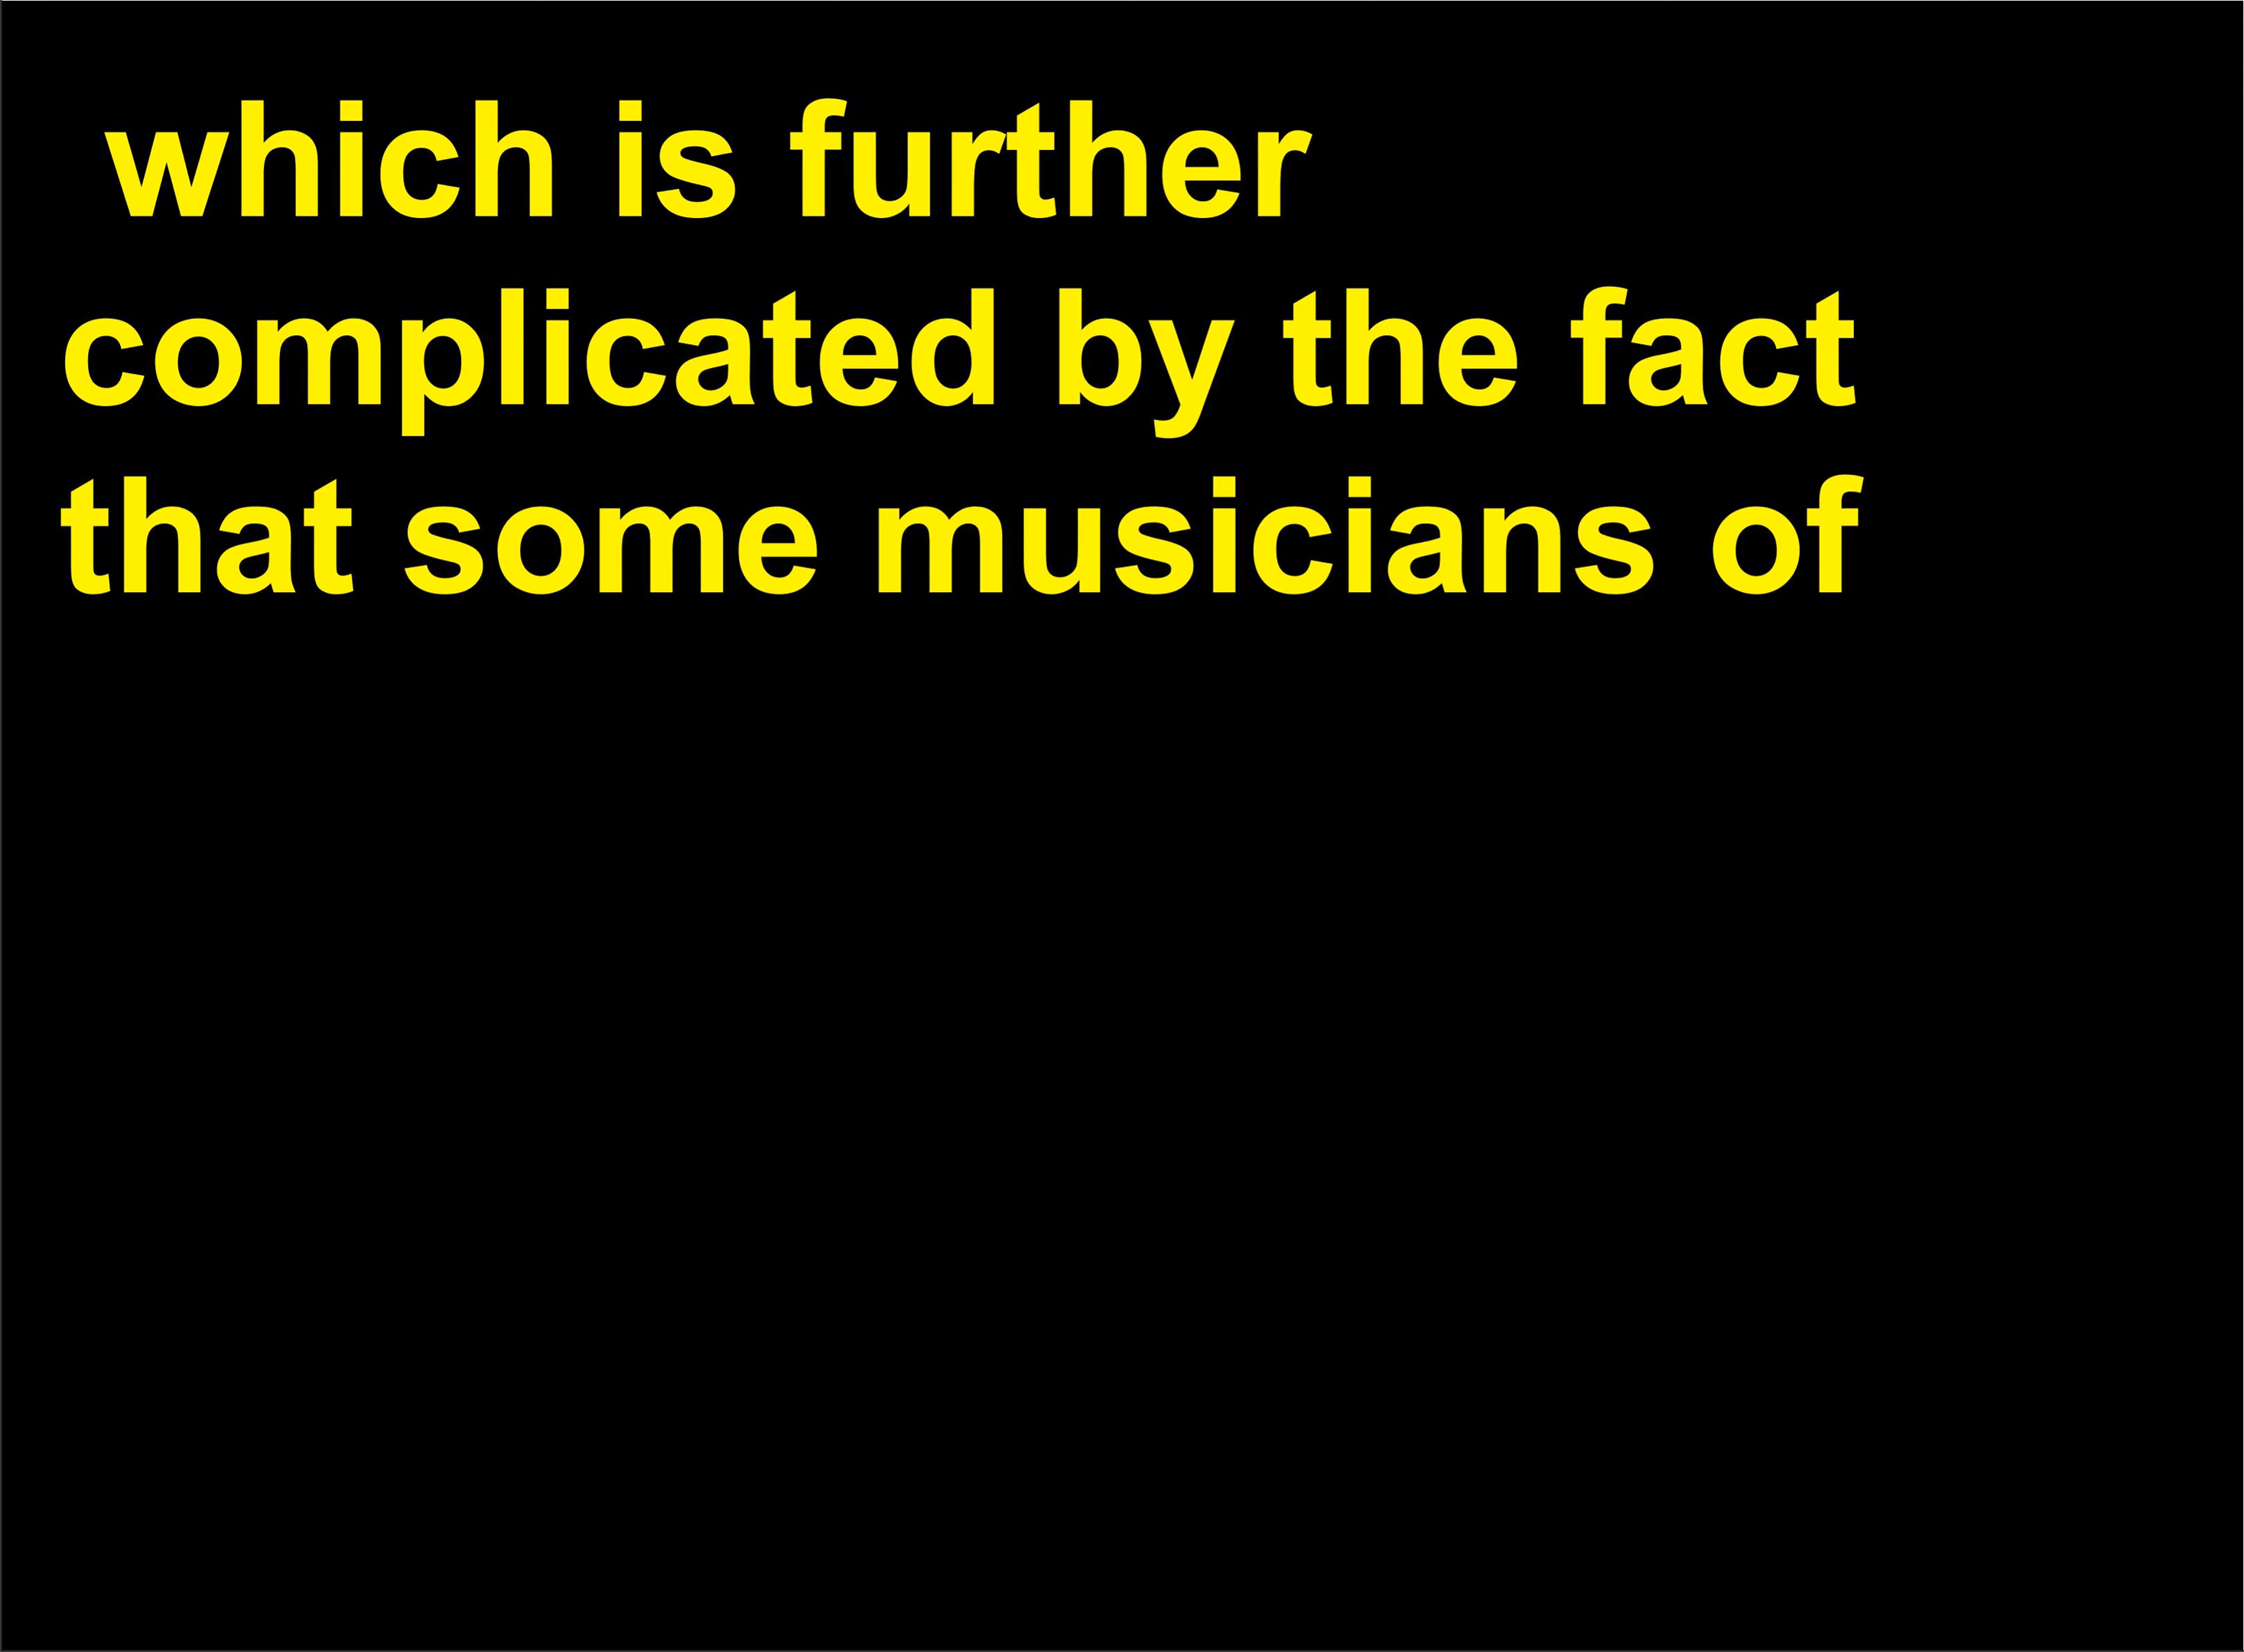 which is further
complicated by the fact
that some musicians of